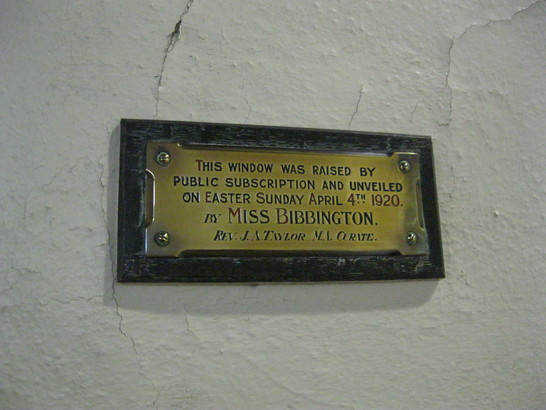 THIS WINDOW WAS RAISED BY
PUBLIC SUBSCRIPTION AND UNVEILED
ON EASTER SUNDAY APRIL 4TH 1920.
BY MISS BIBBINGTON.
REV. J. A. TAYLOR M.A. CURATE.